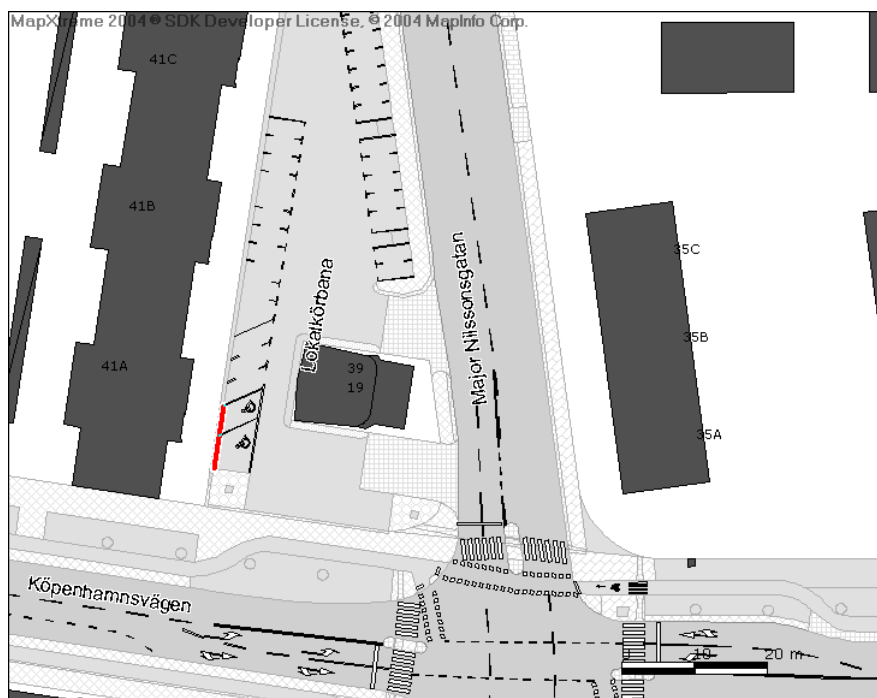 MapXtreme 2004 ® SDK Developer License, © 2004 MapInfo Corp.
41C
41B
35C
Lokalkörbana
Major Nilssonsgatan
35B
41A
39
19
35A
Köpenhamnsvägen
10 20 m